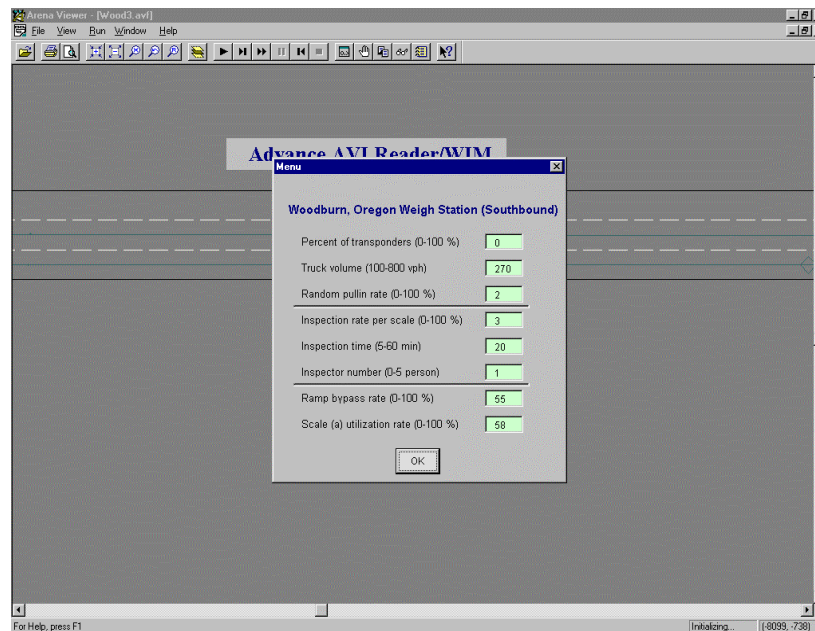 Arena Viewer - [Wood3.avf]
File View Run Window Help
Advance AVI Reader/WIM
Menu
Woodburn, Oregon Weigh Station (Southbound)
Percent of transponders (0-100 %) 0
Truck volume (100-800 vph) 270
Random pullin rate (0-100 %) 2
Inspection rate per scale (0-100 %) 3
Inspection time (5-60 min) 20
Inspector number (0-5 person) 1
Ramp bypass rate (0-100 %) 55
Scale (a) utilization rate (0-100 %) 58
OK
For Help, press F1 Initializing... (-8099, -738)